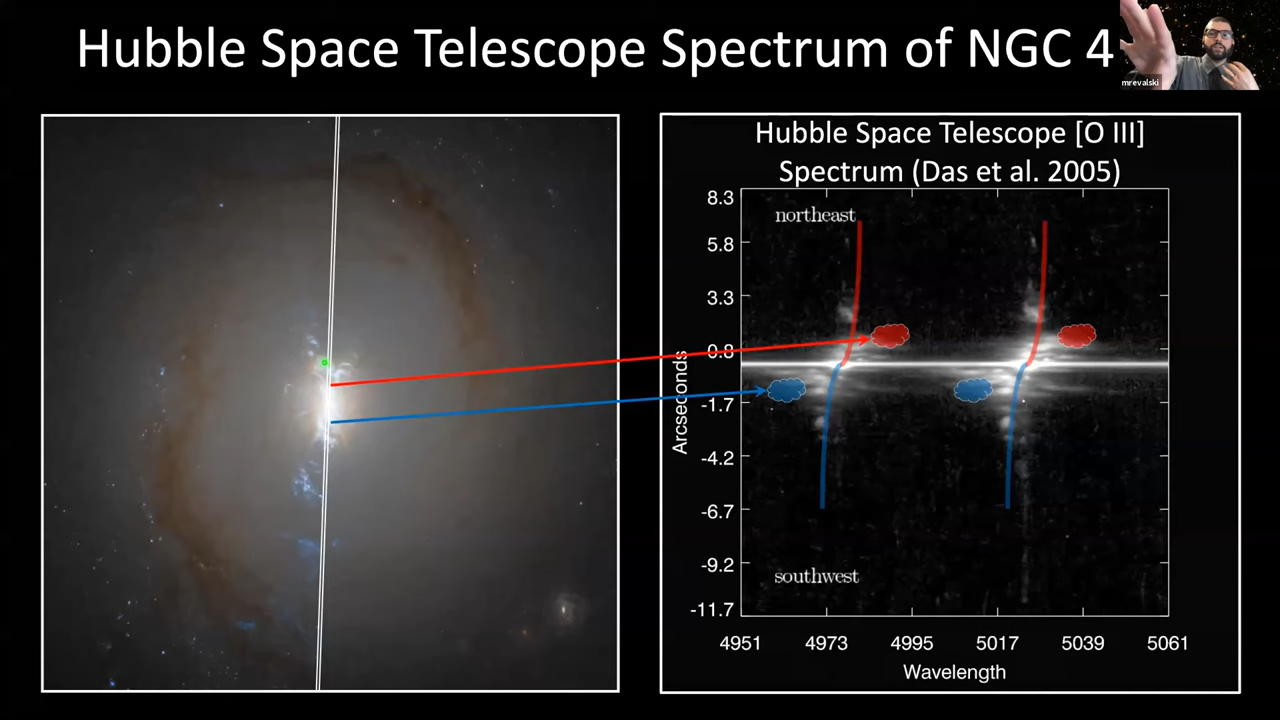 Hubble Space Telescope Spectrum of NGC 4
mrevalski
Hubble Space Telescope [O III]
Spectrum (Das et al. 2005)
8.3
northeast
5.8
3.3
0.8
Arcseconds
-1.7
-4.2
-6.7
-9.2
southwest
-11.7
4951 4973 4995 5017 5039 5061
Wavelength